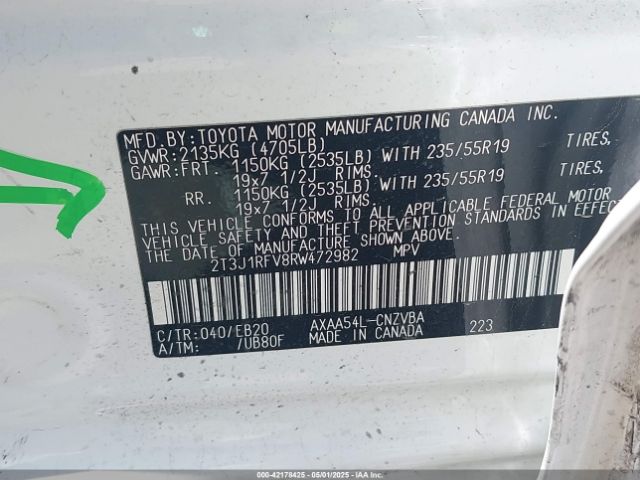 MFD. BY: TOYOTA MOTOR MANUFACTURING CANADA INC.
GVWR: 2135KG (4705LB)
GAWR: FRT. 1150KG (2535LB) WITH 235/55R19 TIRES,
19x7 1/2J RIMS.
RR. 1150KG (2535LB) WITH 235/55R19 TIRES,
19x7 1/2J RIMS.
THIS VEHICLE CONFORMS TO ALL APPLICABLE FEDERAL MOTOR
VEHICLE SAFETY AND THEFT PREVENTION STANDARDS IN EFFECT
THE DATE OF MANUFACTURE SHOWN ABOVE.
2T3J1RFV8RW472982 MPV
C/TR: 040/EB20 AXAA54L-CNZVBA 223
A/TM: /UB80F MADE IN CANADA
000-42178425 - 05/01/2025 - IAA Inc.